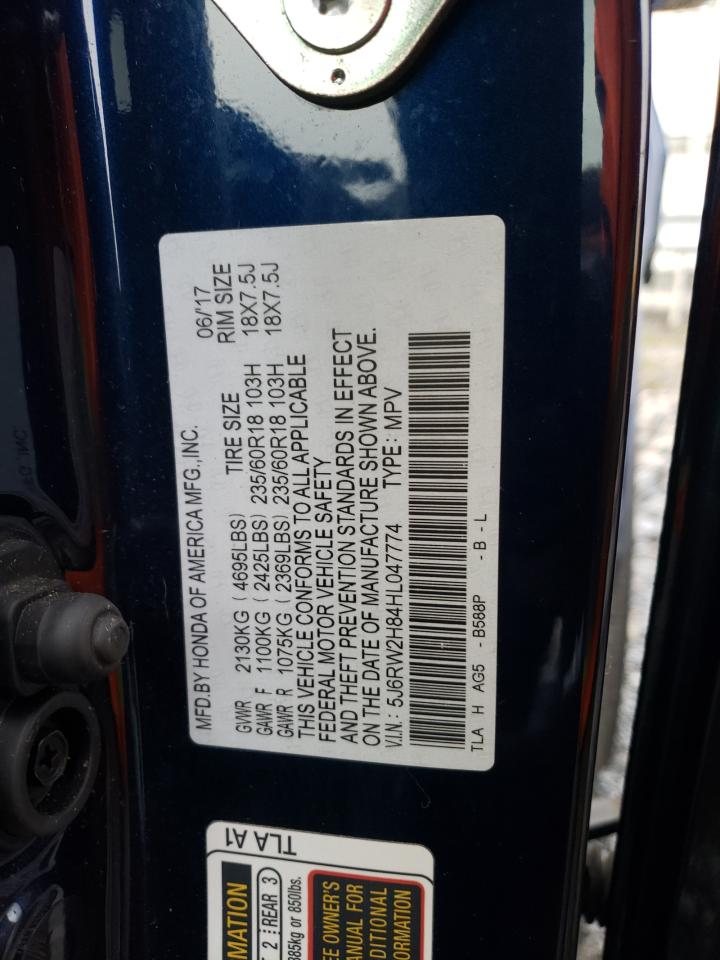 MFD.BY HONDA OF AMERICA MFG.,INC. 06/'17
GVWR 2130KG ( 4695LBS) TIRE SIZE RIM SIZE
GAWR F 1100KG ( 2425LBS) 235/60R18 103H 18X7.5J
GAWR R 1075KG ( 2369LBS) 235/60R18 103H 18X7.5J
THIS VEHICLE CONFORMS TO ALL APPLICABLE
FEDERAL MOTOR VEHICLE SAFETY
AND THEFT PREVENTION STANDARDS IN EFFECT
ON THE DATE OF MANUFACTURE SHOWN ABOVE.
V.I.N.: 5J6RW2H84HL047774 TYPE: MPV
TLA H AG5 - B588P - B - L
TLA A1
MATION
2 REAR 3
385kg or 850lbs.
EE OWNER'S
ANUAL FOR
DITIONAL
ORMATION